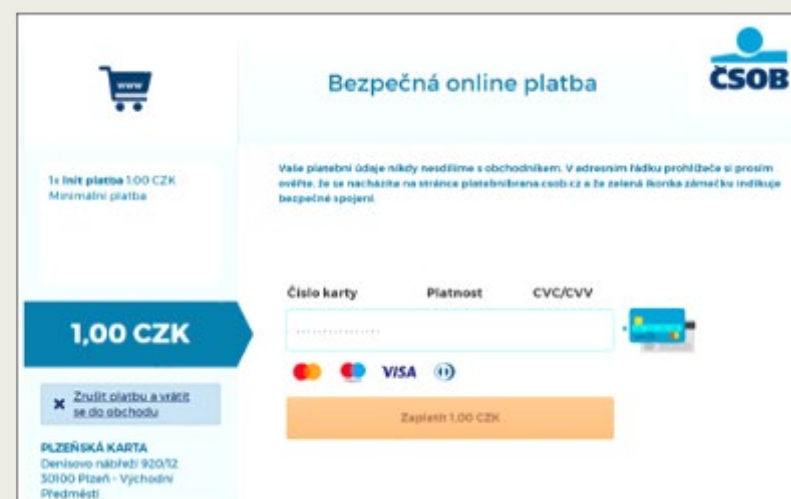 www
Bezpečná online platba
ČSOB
1x Init platba 1.00 CZK
Minimální platba
Vaše platební údaje nikdy nesdílíme s obchodníkem. V adresním řádku prohlížeče si prosím
ověřte, že se nacházíte na stránce platebnibrana.csob.cz a že zelená ikonka zámečku indikuje
bezpečné spojení.
Číslo karty Platnost CVC/CVV
1,00 CZK
VISA
Zrušit platbu a vrátit
se do obchodu
Zaplatit 1.00 CZK
PLZEŇSKÁ KARTA
Denisovo nábřeží 920/12
30100 Plzeň - Východní
Předměstí